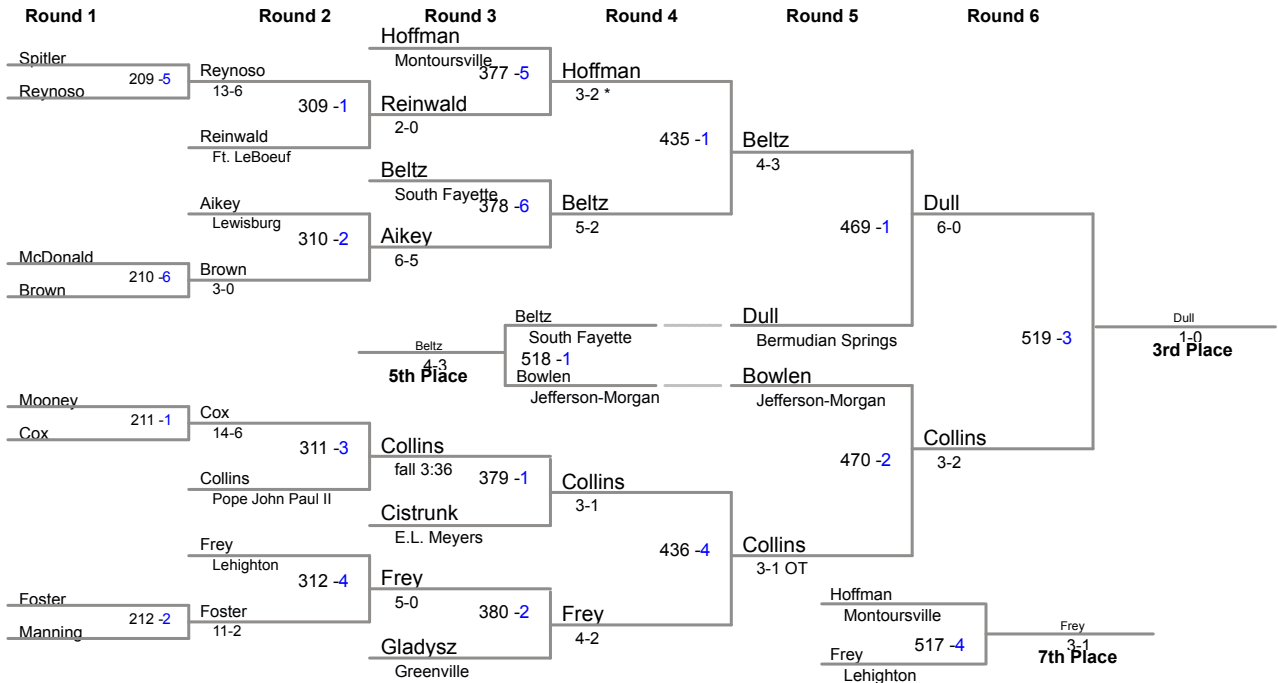 Round 1
Round 2
Round 3
Round 4
Round 5
Round 6
Spitler
209 -5
Reynoso
Reynoso
13-6
309 -1
Reinwald
Ft. LeBoeuf
Aikey
Lewisburg
310 -2
McDonald
210 -6
Brown
Brown
3-0
Hoffman
Montoursville
377 -5
Reinwald
2-0
Beltz
South Fayette
378 -6
Aikey
6-5
Hoffman
3-2 *
435 -1
Beltz
5-2
Beltz
4-3
469 -1
Dull
Bermudian Springs
Dull
6-0
519 -3
Dull
1-0
3rd Place
Beltz
South Fayette
518 -1
Bowlen
Jefferson-Morgan
Beltz
4-3
5th Place
Bowlen
Jefferson-Morgan
470 -2
Collins
3-2
Mooney
211 -1
Cox
Cox
14-6
311 -3
Collins
Pope John Paul II
Frey
Lehighton
312 -4
Foster
212 -2
Manning
Foster
11-2
Collins
fall 3:36
379 -1
Cistrunk
E.L. Meyers
Frey
5-0
380 -2
Gladysz
Greenville
Collins
3-1
436 -4
Frey
4-2
Collins
3-1 OT
Hoffman
Montoursville
517 -4
Frey
Lehighton
Frey
3-1
7th Place